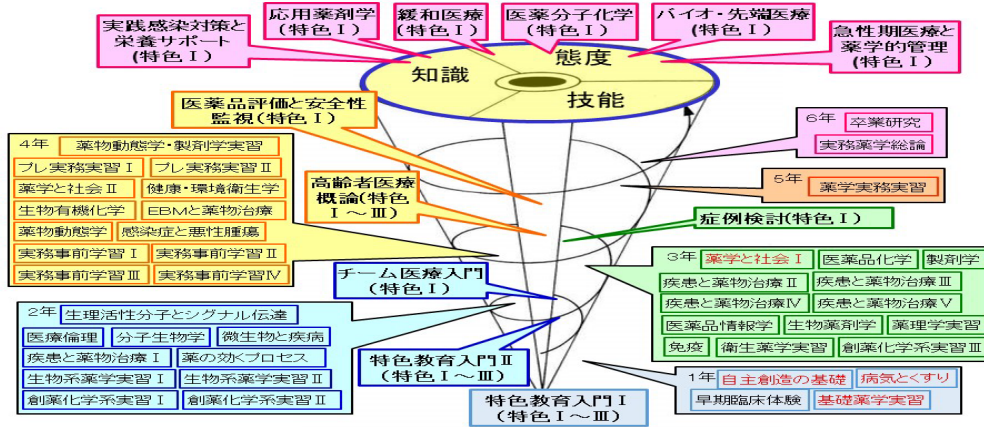 実践感染対策と
栄養サポート
(特色Ⅰ)
応用薬剤学
(特色Ⅰ)
緩和医療
(特色Ⅰ)
医薬分子化学
(特色Ⅰ)
バイオ・先端医療
(特色Ⅰ)
急性期医療と
薬学的管理
(特色Ⅰ)
知識
態度
技能
医薬品評価と安全性
監視(特色Ⅰ)
高齢者医療
概論(特色
Ⅰ～Ⅲ)
チーム医療入門
(特色Ⅰ)
特色教育入門Ⅱ
(特色Ⅰ～Ⅲ)
特色教育入門Ⅰ
(特色Ⅰ～Ⅲ)
症例検討(特色Ⅰ)
6年 卒業研究
実務薬学総論
5年 薬学実務実習
4年 薬物動態学・製剤学実習
プレ実務実習Ⅰ プレ実務実習Ⅱ
薬学と社会Ⅱ 健康・環境衛生学
生物有機化学 EBMと薬物治療
薬物動態学 感染症と悪性腫瘍
実務事前学習Ⅰ 実務事前学習Ⅱ
実務事前学習Ⅲ 実務事前学習Ⅳ
3年 薬学と社会Ⅰ 医薬品化学 製剤学
疾患と薬物治療Ⅱ 疾患と薬物治療Ⅲ
疾患と薬物治療Ⅳ 疾患と薬物治療Ⅴ
医薬品情報学 生物薬剤学 薬理学実習
免疫 衛生薬学実習 創薬化学系実習Ⅲ
2年 生理活性分子とシグナル伝達
医療倫理 分子生物学 微生物と疾病
疾患と薬物治療Ⅰ 薬の効くプロセス
生物系薬学実習Ⅰ 生物系薬学実習Ⅱ
創薬化学系実習Ⅰ 創薬化学系実習Ⅱ
1年 自主創造の基礎 病気とくすり
早期臨床体験 基礎薬学実習